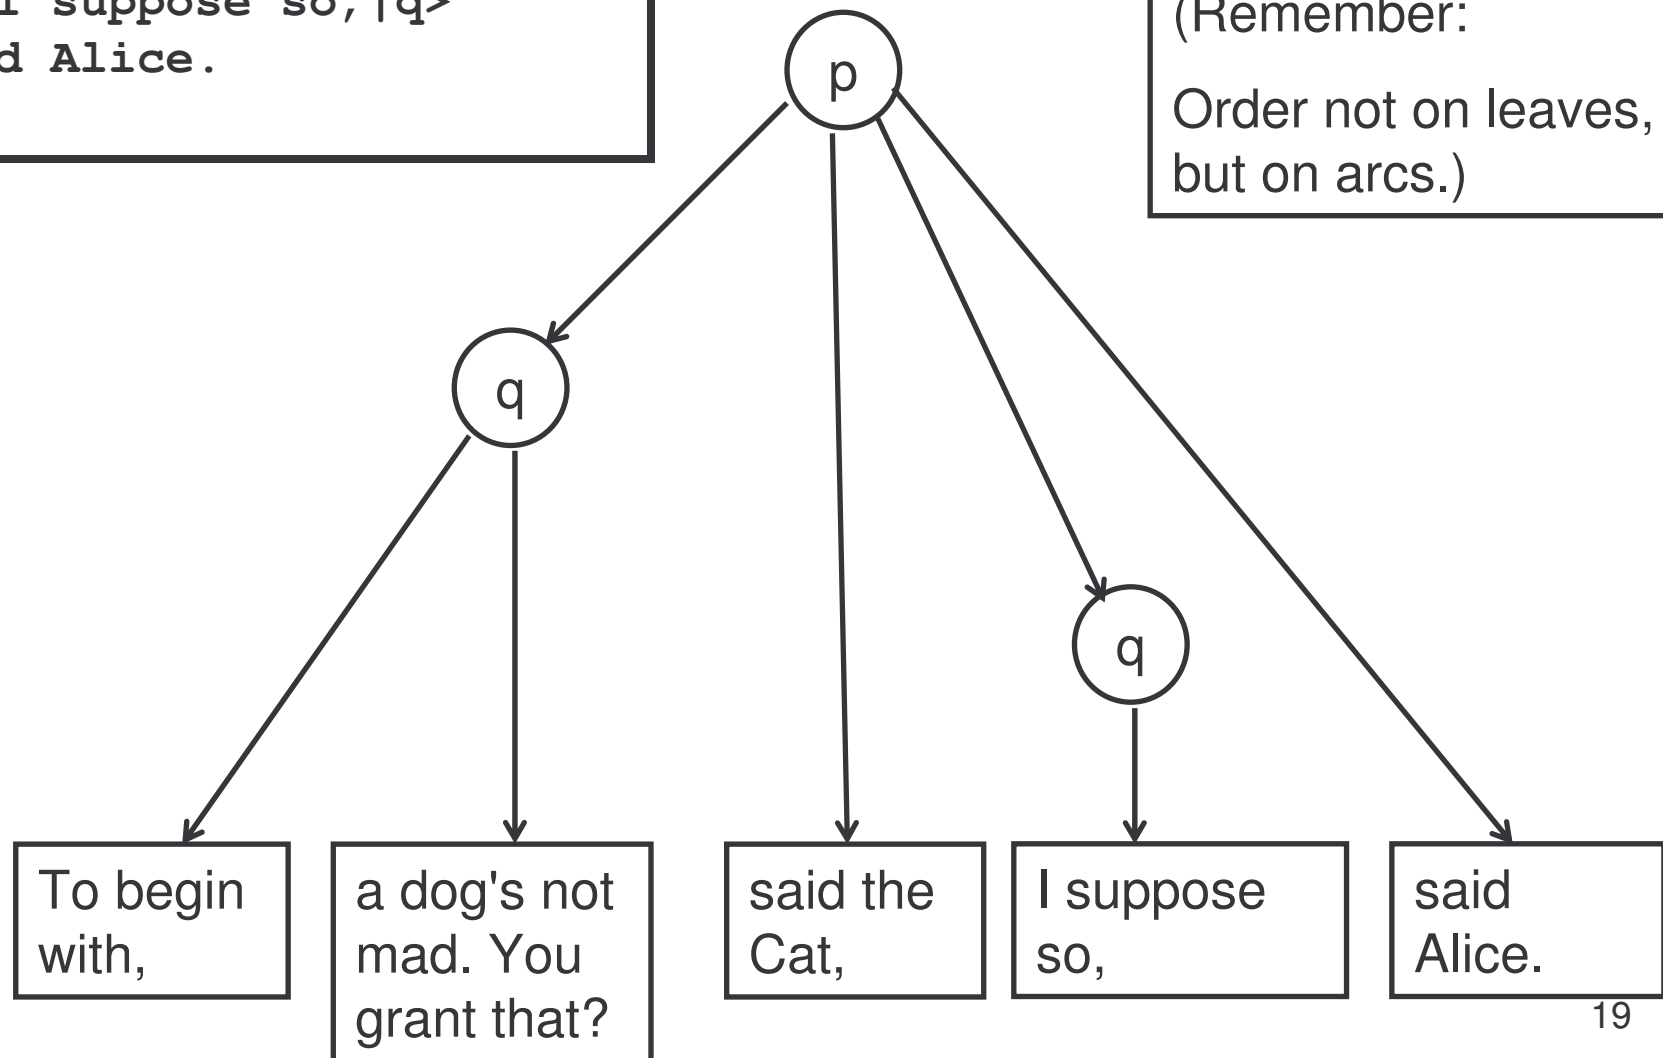 I suppose so,|q>
d Alice.
(Remember:
Order not on leaves,
but on arcs.)
p
q
q
To begin
with,
a dog's not
mad. You
grant that?
said the
Cat,
I suppose
so,
said
Alice.
19